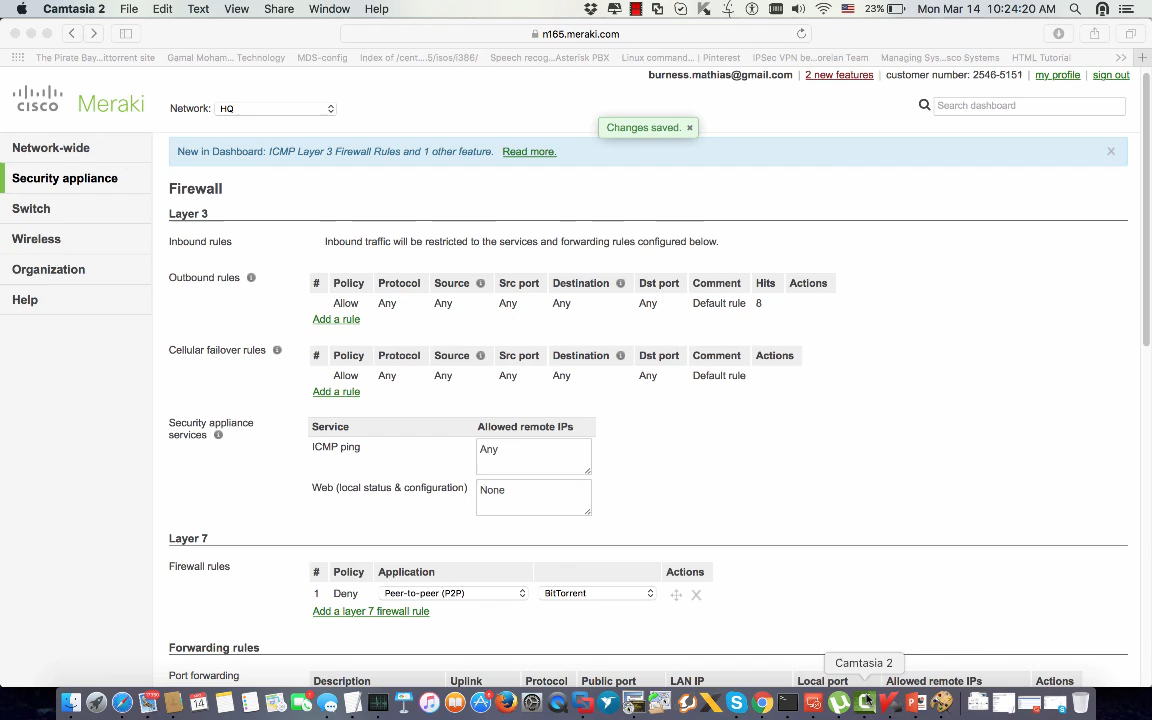 Camtasia 2 File Edit Text View Share Window Help 23% Mon Mar 14 10:24:20 AM
n165.meraki.com
The Pirate Bay...ittorrent site Gamal Moham... Technology MDS-config Index of /cent....5/isos/i386/ Speech recog...Asterisk PBX Linux command... | Pinterest IPSec VPN be...Orelan Team Managing Sys...sco Systems HTML Tutorial
burness.mathias@gmail.com 2 new features customer number: 2546-5151 my profile sign out
CISCO Meraki Network: HQ Search dashboard
Changes saved. ×
Network-wide
New in Dashboard: ICMP Layer 3 Firewall Rules and 1 other feature. Read more. ×
Security appliance
Firewall
Switch
Layer 3
Wireless
Inbound rules Inbound traffic will be restricted to the services and forwarding rules configured below.
Organization
Outbound rules # Policy Protocol Source Src port Destination Dst port Comment Hits Actions
Help
Allow Any Any Any Any Any Default rule 8
Add a rule
Cellular failover rules # Policy Protocol Source Src port Destination Dst port Comment Actions
Allow Any Any Any Any Any Default rule
Add a rule
Security appliance services Service Allowed remote IPs
ICMP ping Any
Web (local status & configuration) None
Layer 7
Firewall rules # Policy Application Actions
1 Deny Peer-to-peer (P2P) BitTorrent
Add a layer 7 firewall rule
Forwarding rules
Camtasia 2
Port forwarding Description Uplink Protocol Public port LAN IP Local port Allowed remote IPs Actions